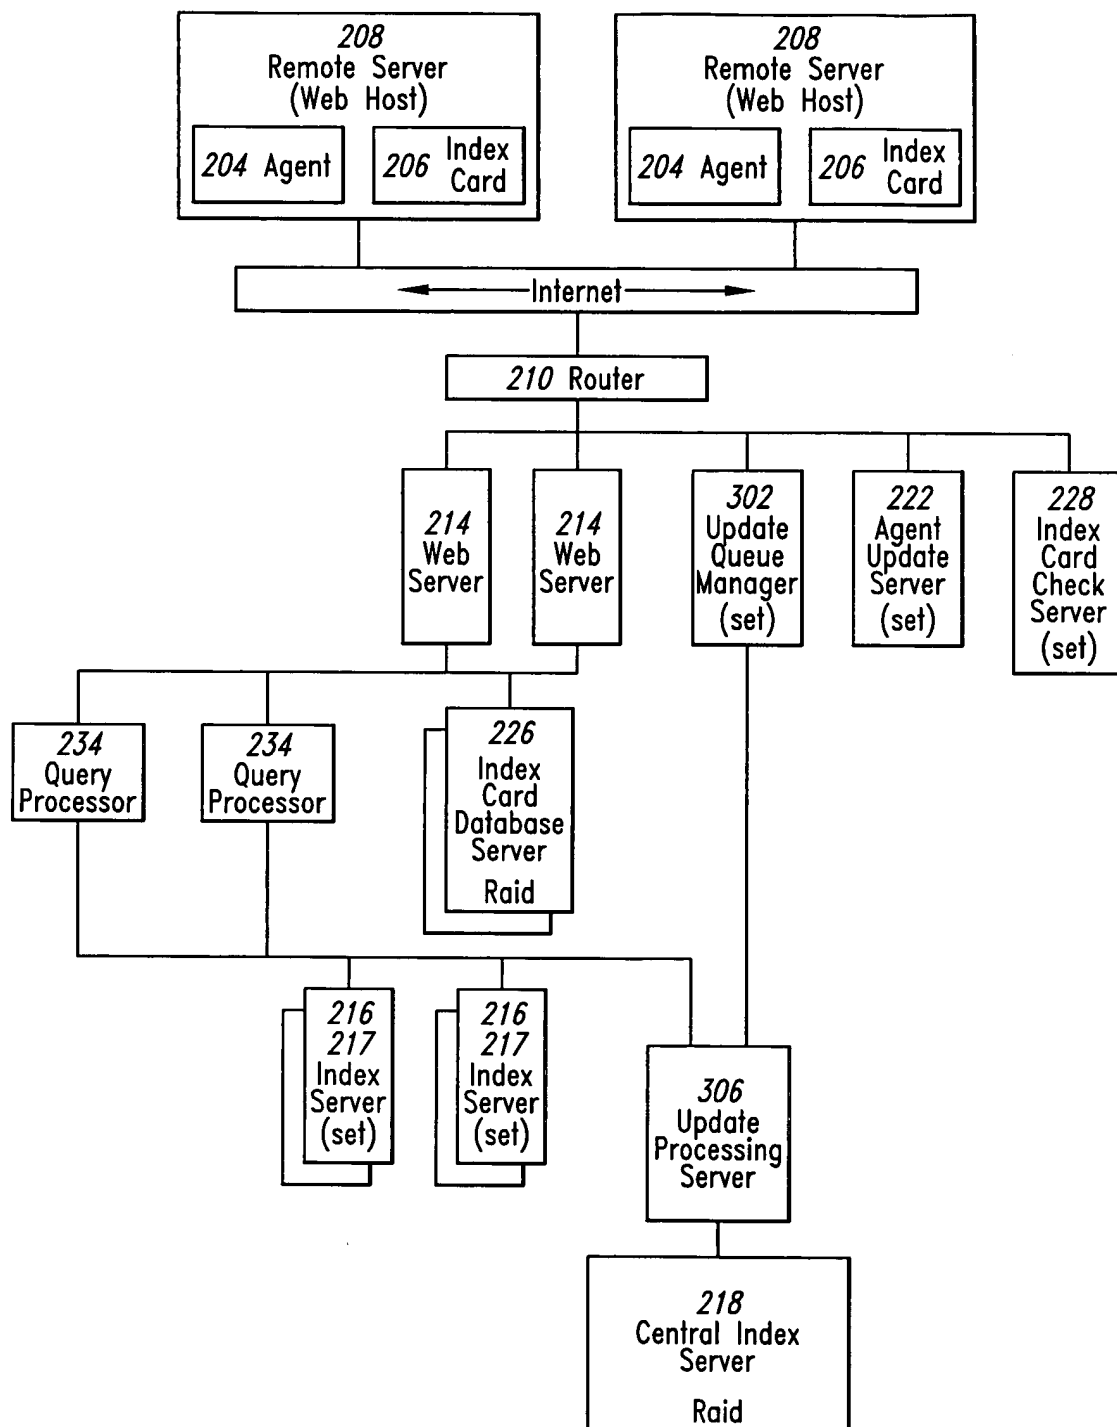 208
Remote Server
(Web Host)
204 Agent
206 Index
Card
208
Remote Server
(Web Host)
204 Agent
206 Index
Card
Internet
210 Router
214
Web
Server
214
Web
Server
302
Update
Queue
Manager
(set)
222
Agent
Update
Server
(set)
228
Index
Card
Check
Server
(set)
234
Query
Processor
234
Query
Processor
226
Index
Card
Database
Server
Raid
216
217
Index
Server
(set)
216
217
Index
Server
(set)
306
Update
Processing
Server
218
Central Index
Server
Raid